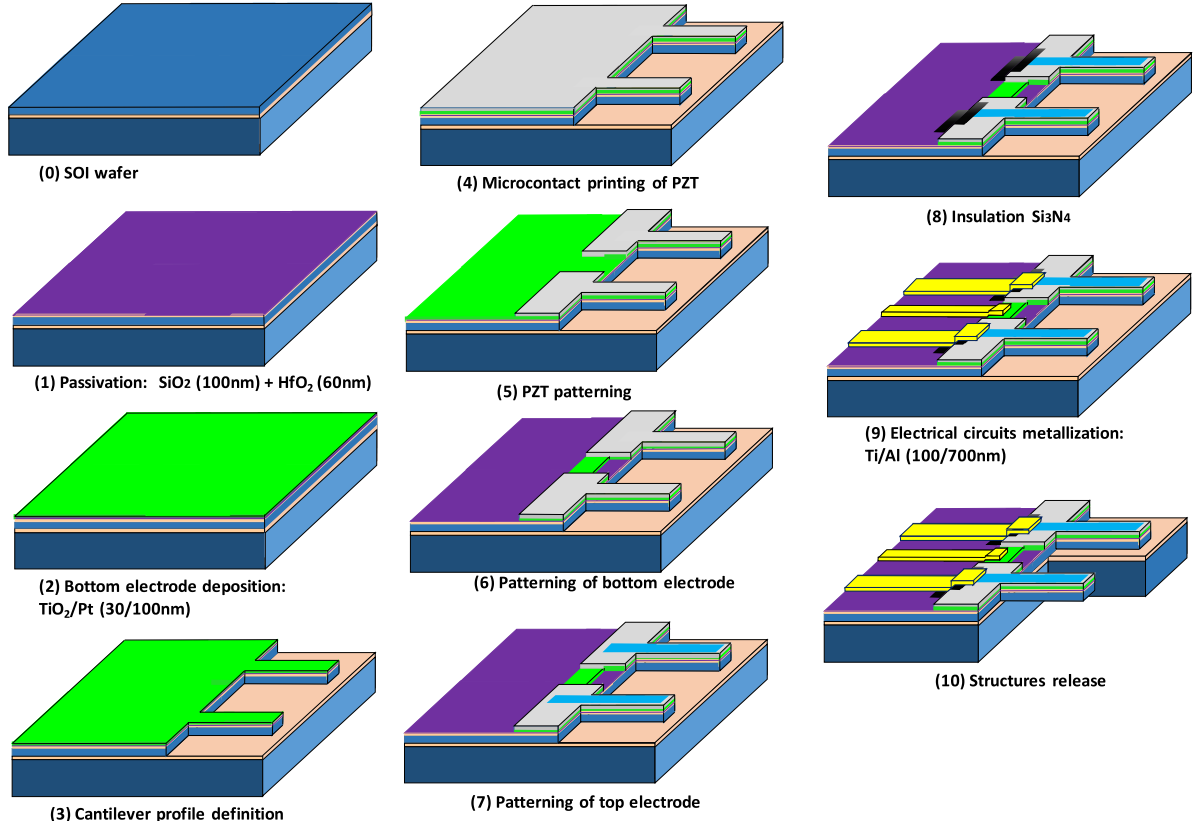 (0) SOI wafer
(1) Passivation: SiO2 (100nm) + HfO2 (60nm)
(2) Bottom electrode deposition:
TiO2/Pt (30/100nm)
(3) Cantilever profile definition
(4) Microcontact printing of PZT
(5) PZT patterning
(6) Patterning of bottom electrode
(7) Patterning of top electrode
(8) Insulation Si3N4
(9) Electrical circuits metallization:
Ti/Al (100/700nm)
(10) Structures release